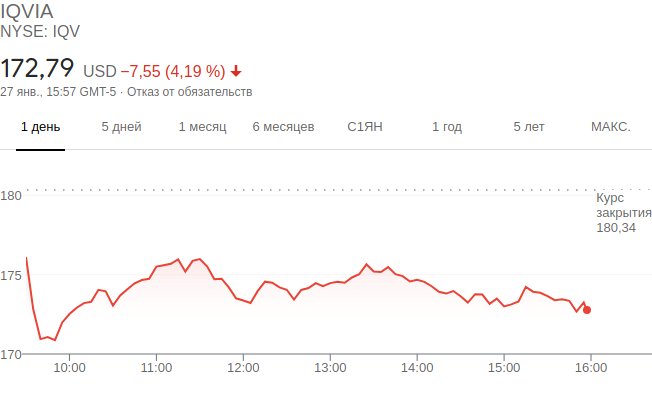 IQVIA
NYSE: IQV
172,79 USD −7,55 (4,19 %)
27 янв., 15:57 GMT-5 · Отказ от обязательств
1 день 5 дней 1 месяц 6 месяцев С1ЯН 1 год 5 лет МАКС.
180
Курс
закрытия
180,34
175
170
10:00 11:00 12:00 13:00 14:00 15:00 16:00